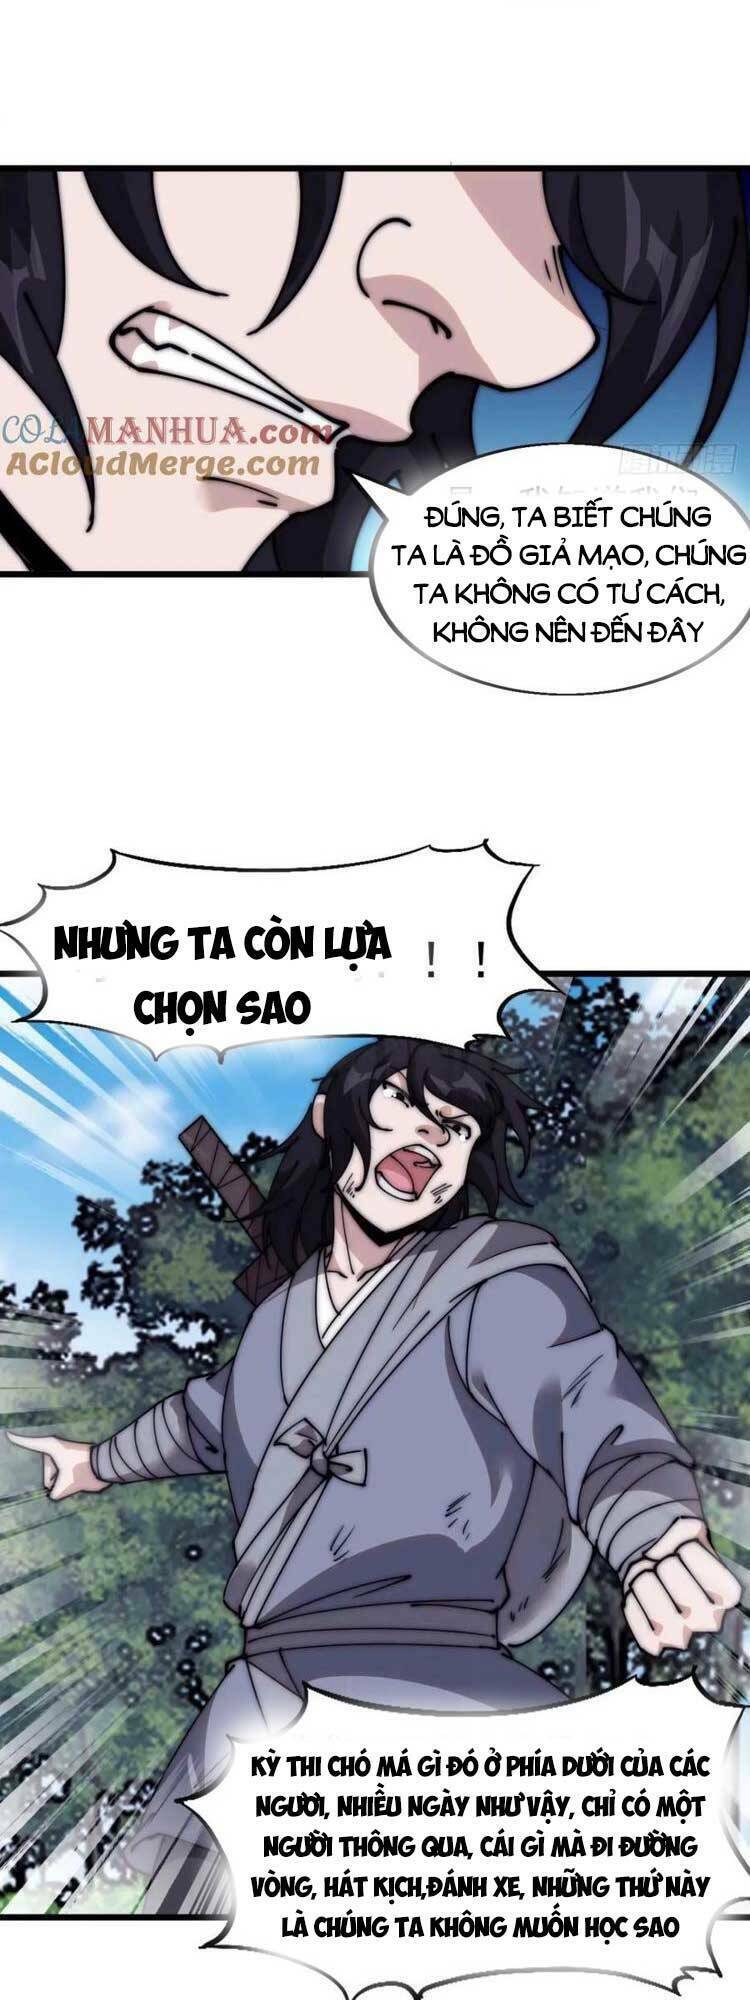 COLAMANHUA.com
AcloudMerge.com
ĐÚNG, TA BIẾT CHÚNG
TA LÀ ĐỒ GIẢ MẠO, CHÚNG
TA KHÔNG CÓ TƯ CÁCH,
KHÔNG NÊN ĐẾN ĐÂY
NHƯNG TA CÒN LỰA
CHỌN SAO
！！
KỲ THI CHÓ MÁ GÌ ĐÓ Ở PHÍA DƯỚI CỦA CÁC
NGƯƠI, NHIỀU NGÀY NHƯ VẬY, CHỈ CÓ MỘT
NGƯỜI THÔNG QUA, CÁI GÌ MÀ ĐI ĐƯỜNG
VÒNG, HÁT KỊCH,ĐÁNH XE, NHỮNG THỨ NÀY
LÀ CHÚNG TA KHÔNG MUỐN HỌC SAO